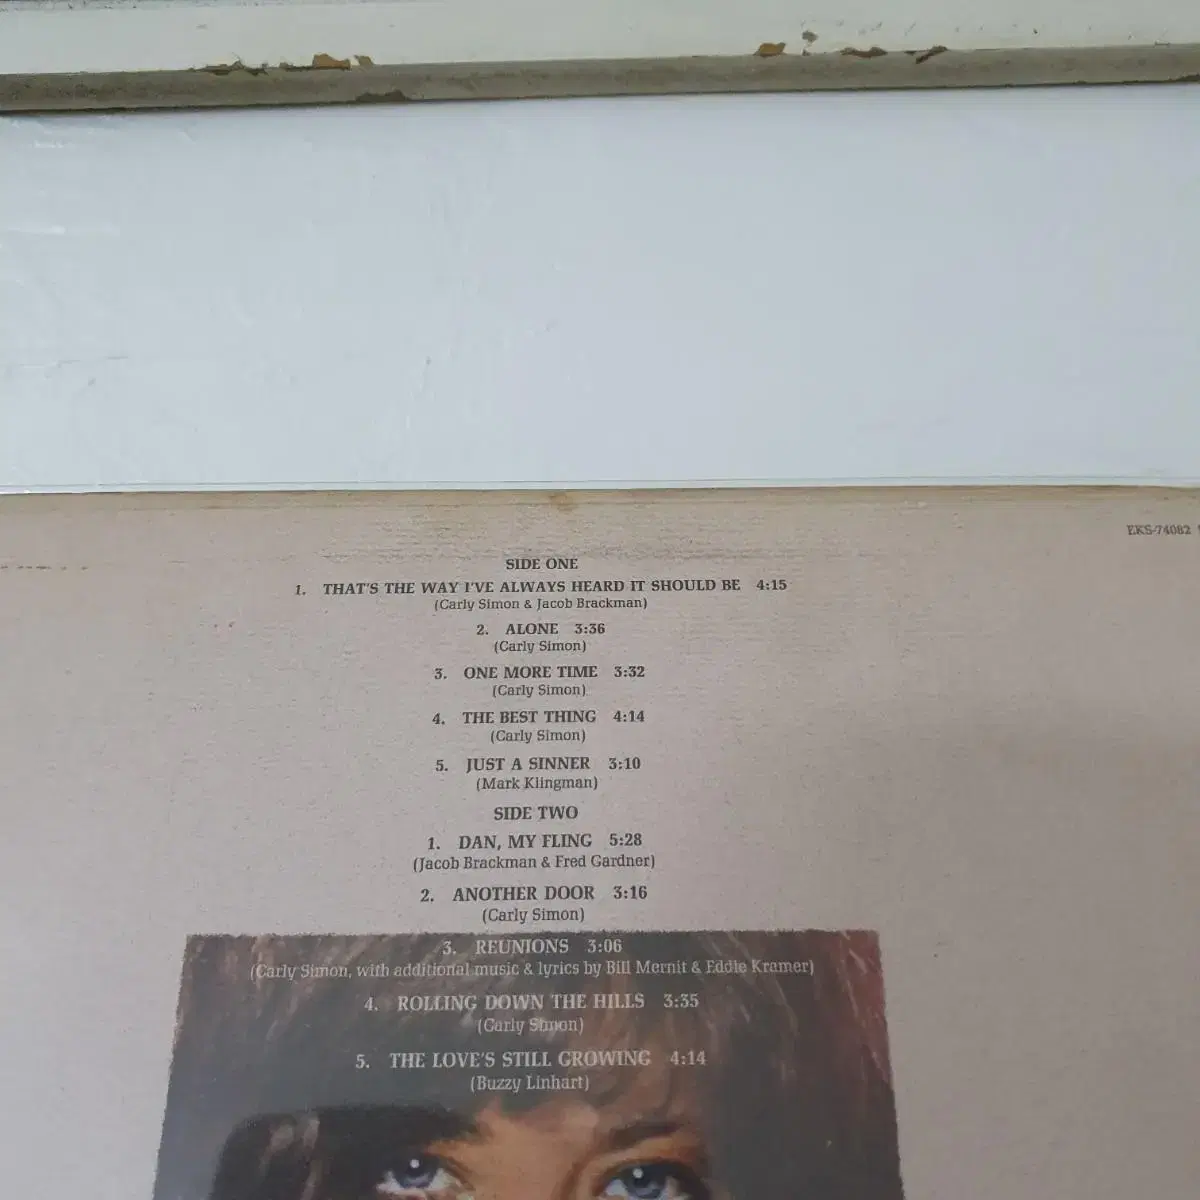 EKS-74082
SIDE ONE
1. THAT'S THE WAY I'VE ALWAYS HEARD IT SHOULD BE 4:15
(Carly Simon & Jacob Brackman)
2. ALONE 3:36
(Carly Simon)
3. ONE MORE TIME 3:32
(Carly Simon)
4. THE BEST THING 4:14
(Carly Simon)
5. JUST A SINNER 3:10
(Mark Klingman)
SIDE TWO
1. DAN, MY FLING 5:28
(Jacob Brackman & Fred Gardner)
2. ANOTHER DOOR 3:16
(Carly Simon)
3. REUNIONS 3:06
(Carly Simon, with additional music & lyrics by Bill Mernit & Eddie Kramer)
4. ROLLING DOWN THE HILLS 3:35
(Carly Simon)
5. THE LOVE'S STILL GROWING 4:14
(Buzzy Linhart)